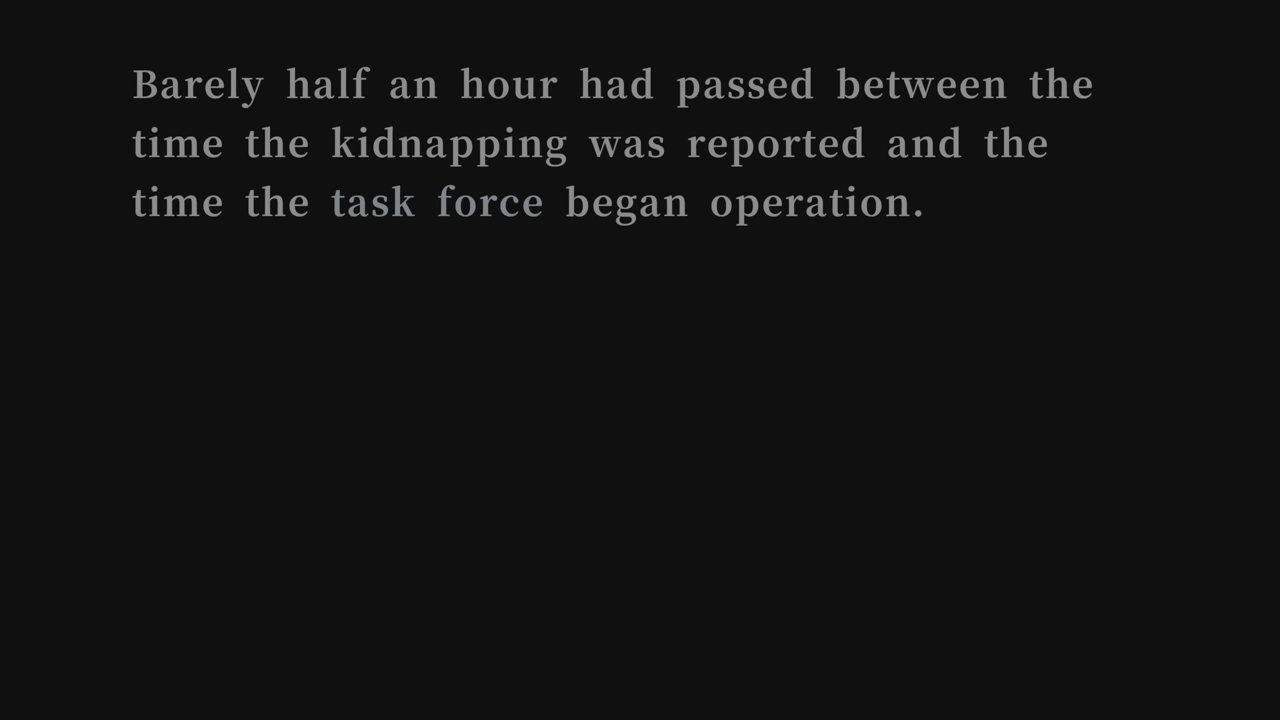 Barely half an hour had passed between the
time the kidnapping was reported and the
time the task force began operation.